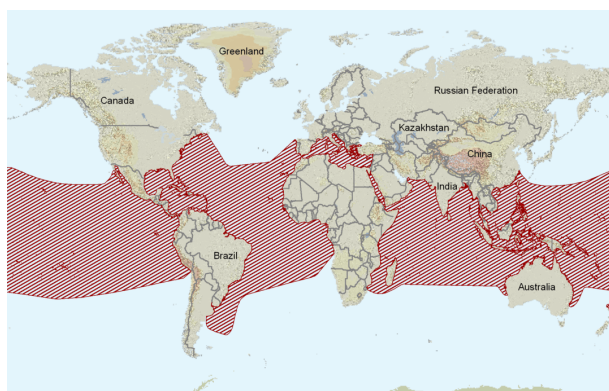 Greenland
Canada
Russian Federation
Kazakhstan
China
India
Brazil
Australia